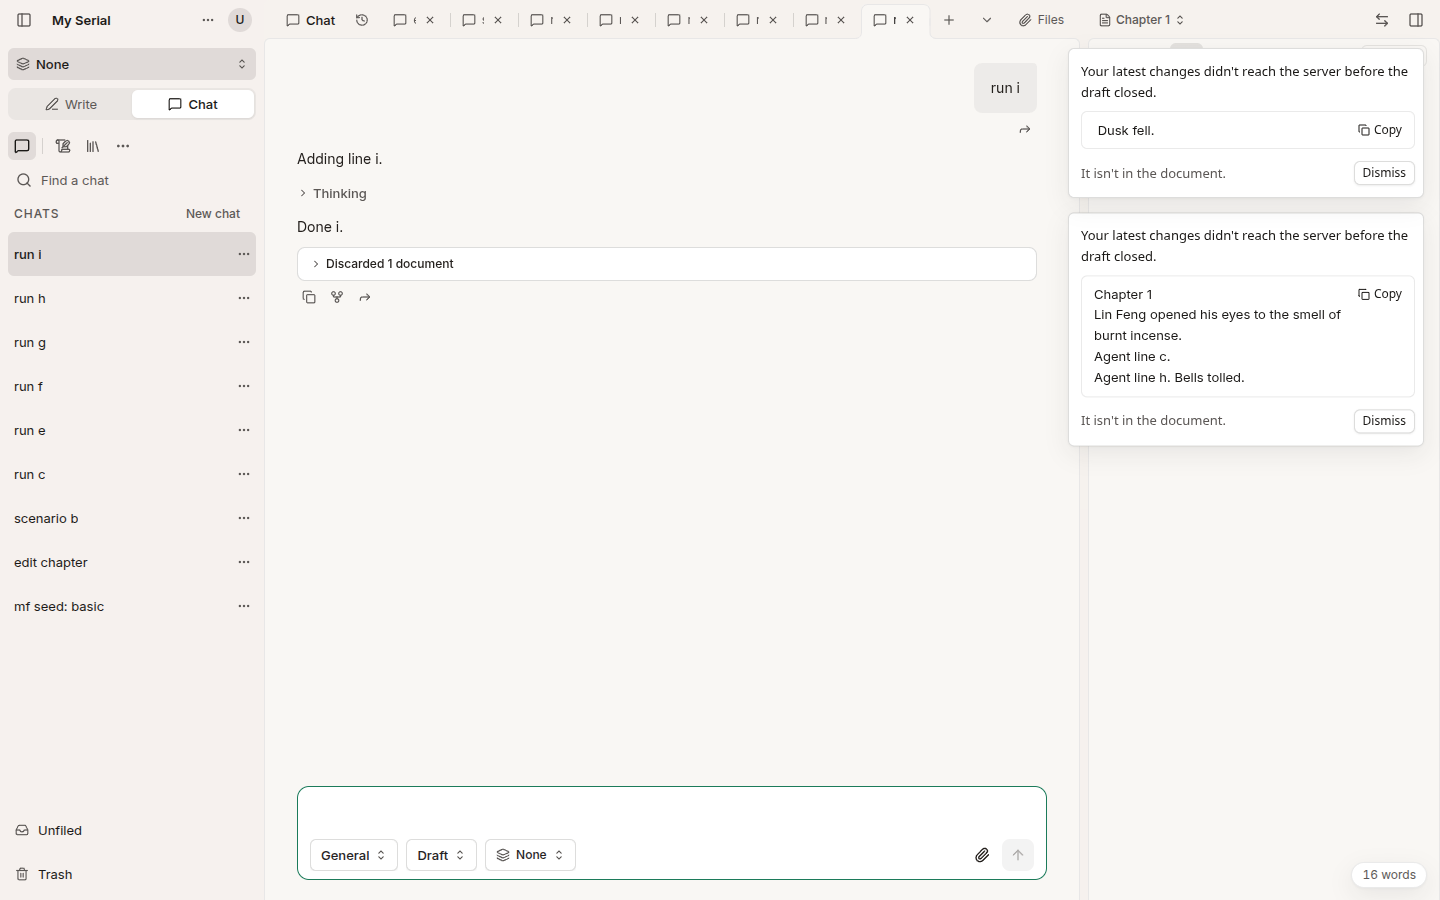 My Serial
U
None
Write
Chat
Find a chat
CHATS
New chat
run i
run h
run g
run f
run e
run c
scenario b
edit chapter
mf seed: basic
Unfiled
Trash
Chat
Files
Chapter 1
run i
Adding line i.
Thinking
Done i.
Discarded 1 document
General
Draft
None
Your latest changes didn't reach the server before the
draft closed.
Dusk fell.
Copy
It isn't in the document.
Dismiss
Your latest changes didn't reach the server before the
draft closed.
Chapter 1
Copy
Lin Feng opened his eyes to the smell of
burnt incense.
Agent line c.
Agent line h. Bells tolled.
It isn't in the document.
Dismiss
16 words